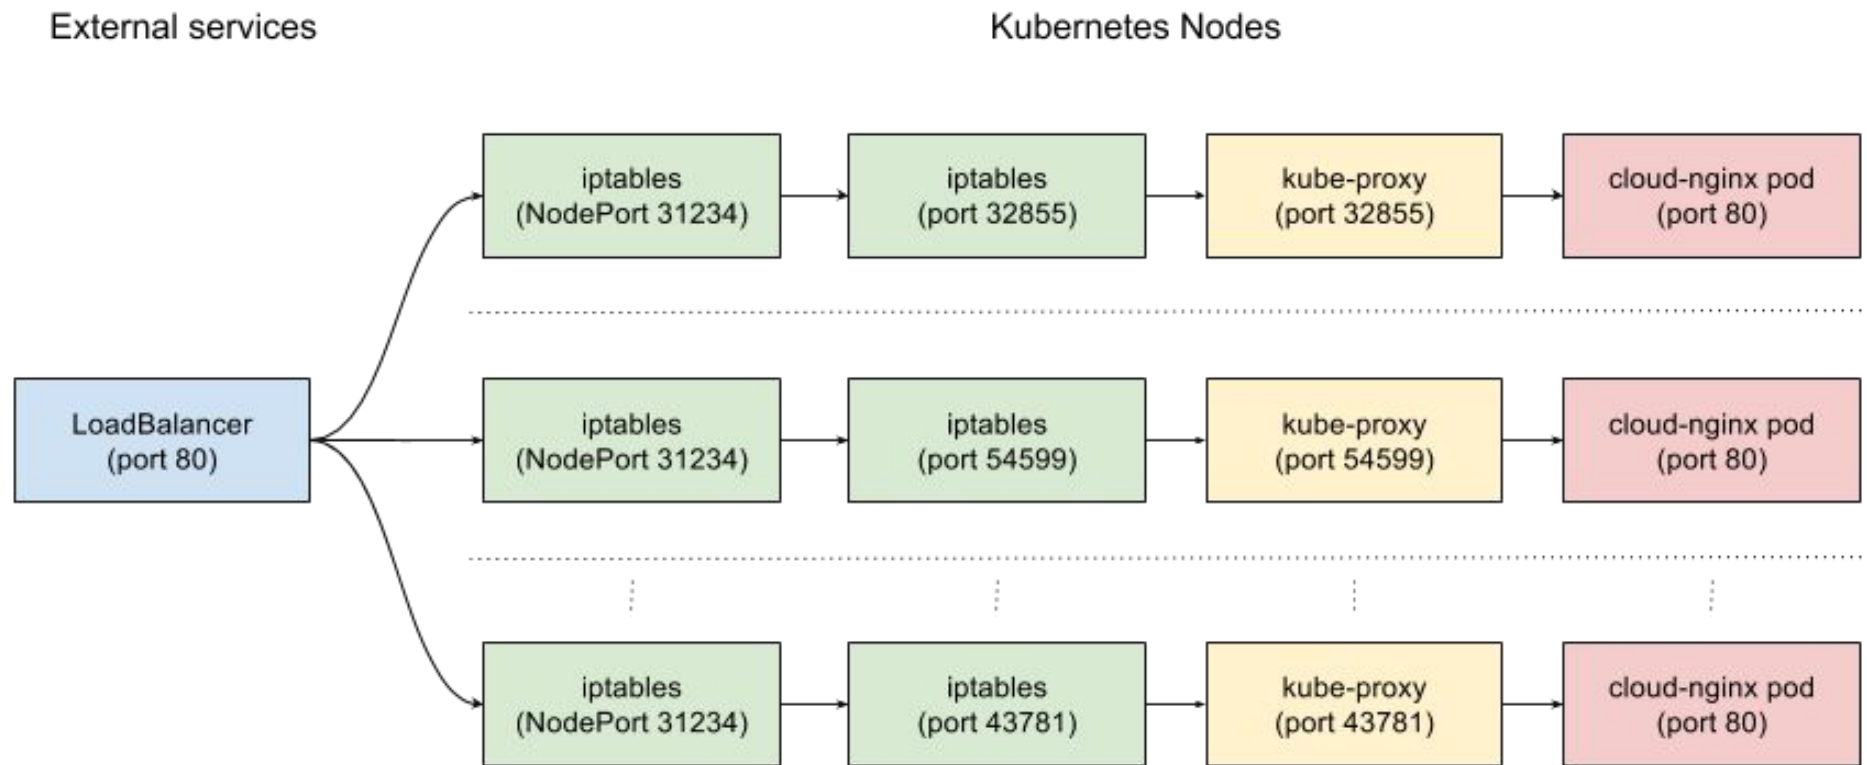 External services
Kubernetes Nodes
iptables
(NodePort 31234)
iptables
(port 32855)
kube-proxy
(port 32855)
cloud-nginx pod
(port 80)
LoadBalancer
(port 80)
iptables
(NodePort 31234)
iptables
(port 54599)
kube-proxy
(port 54599)
cloud-nginx pod
(port 80)
iptables
(NodePort 31234)
iptables
(port 43781)
kube-proxy
(port 43781)
cloud-nginx pod
(port 80)